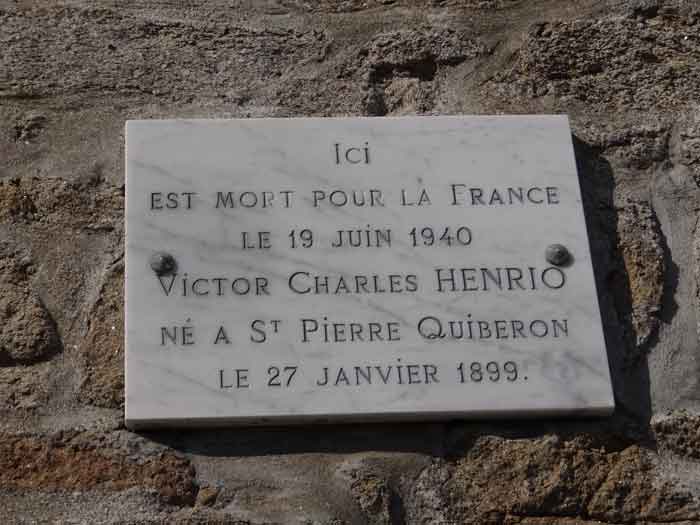 Ici
EST MORT POUR LA FRANCE
LE 19 JUIN 1940
VICTOR CHARLES HENRIO
NÉ A ST PIERRE QUIBERON
LE 27 JANVIER 1899.